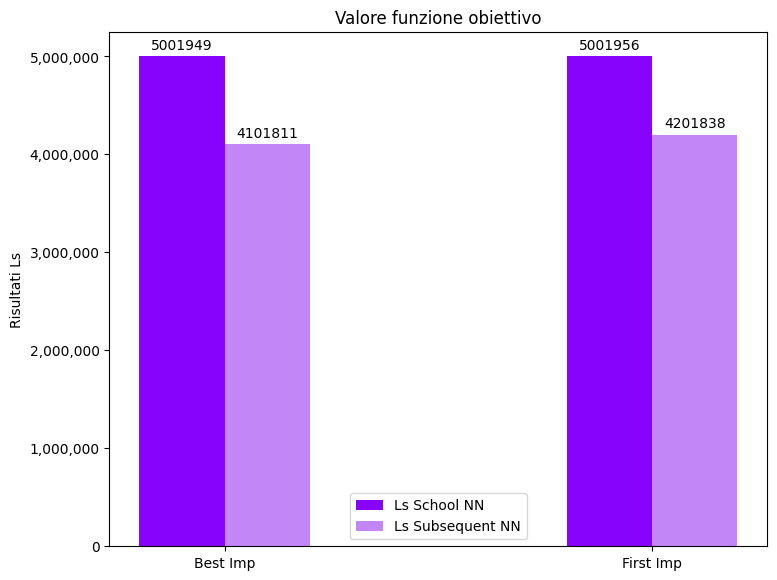 Valore funzione obiettivo
5001949
5001956
4101811
4201838
5,000,000
4,000,000
3,000,000
2,000,000
1,000,000
0
Risultati Ls
Ls School NN
Ls Subsequent NN
Best Imp
First Imp